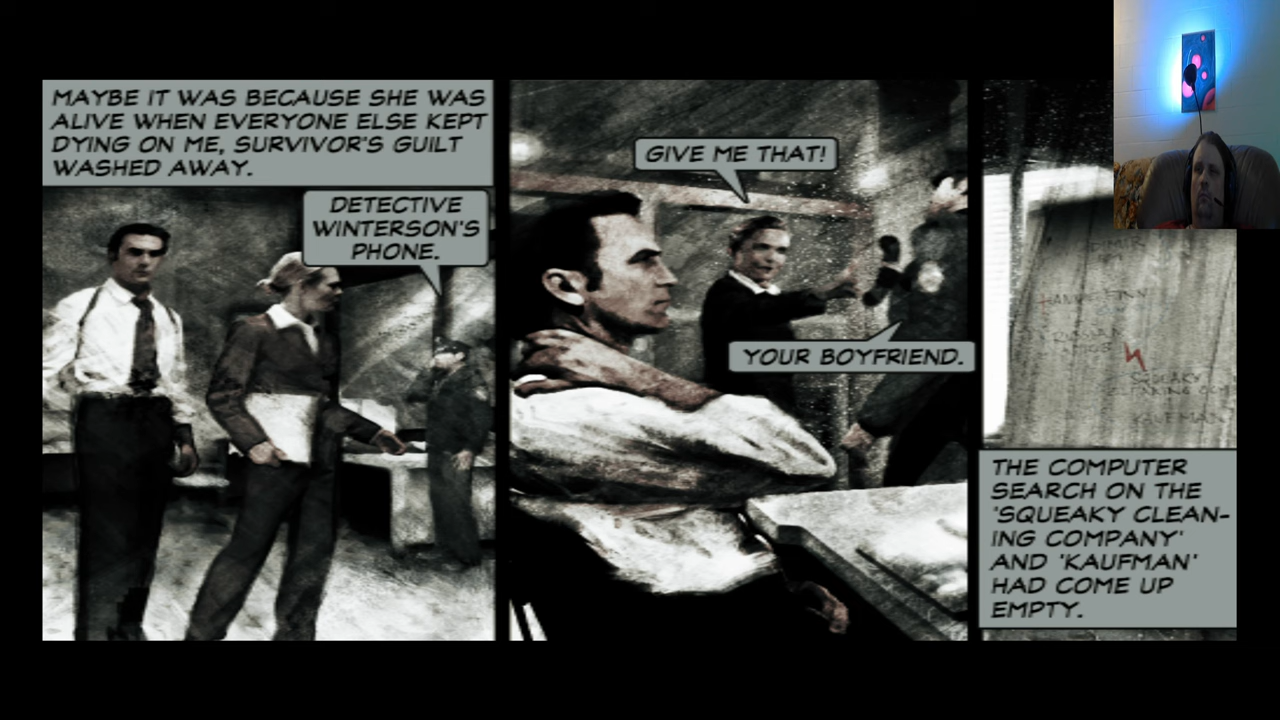 MAYBE IT WAS BECAUSE SHE WAS
ALIVE WHEN EVERYONE ELSE KEPT
DYING ON ME, SURVIVOR'S GUILT
WASHED AWAY.
DETECTIVE
WINTERSON'S
PHONE.
GIVE ME THAT!
YOUR BOYFRIEND.
SQUEAKY
KAUFMAN
THE COMPUTER
SEARCH ON THE
'SQUEAKY CLEAN-
ING COMPANY'
AND 'KAUFMAN'
HAD COME UP
EMPTY.